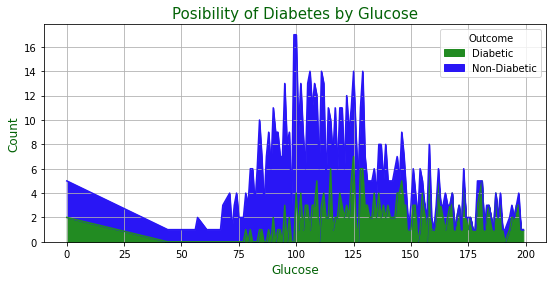 Posibility of Diabetes by Glucose
Outcome
Diabetic
Non-Diabetic
Count
16
14
12
10
8
6
4
2
0
0 25 50 75 100 125 150 175 200
Glucose